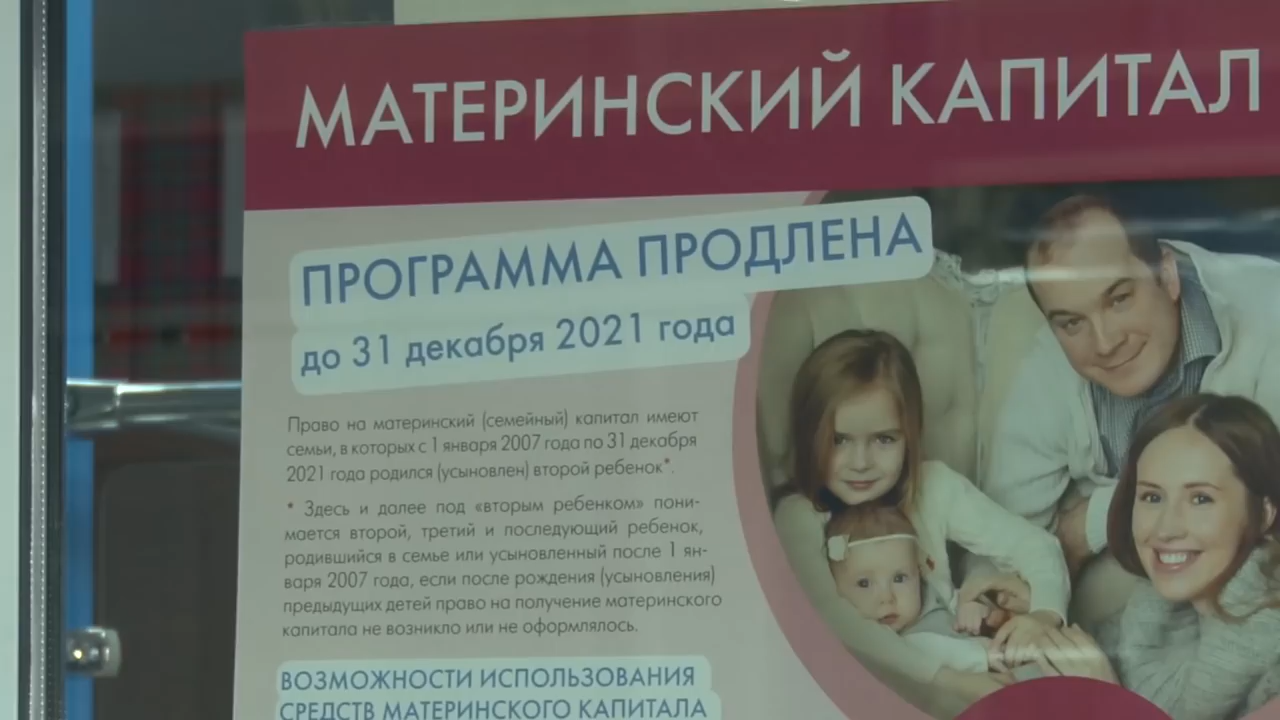 МАТЕРИНСКИЙ КАПИТАЛ
ПРОГРАММА ПРОДЛЕНА
до 31 декабря 2021 года
Право на материнский (семейный) капитал имеют
семьи, в которых с 1 января 2007 года по 31 декабря
2021 года родился (усыновлен) второй ребенок*.
* Здесь и далее под «вторым ребенком» пони-
мается второй, третий и последующий ребенок,
родившийся в семье или усыновленный после 1 ян-
варя 2007 года, если после рождения (усыновления)
предыдущих детей право на получение материнского
капитала не возникло или не оформлялось.
ВОЗМОЖНОСТИ ИСПОЛЬЗОВАНИЯ
СРЕДСТВ МАТЕРИНСКОГО КАПИТАЛА